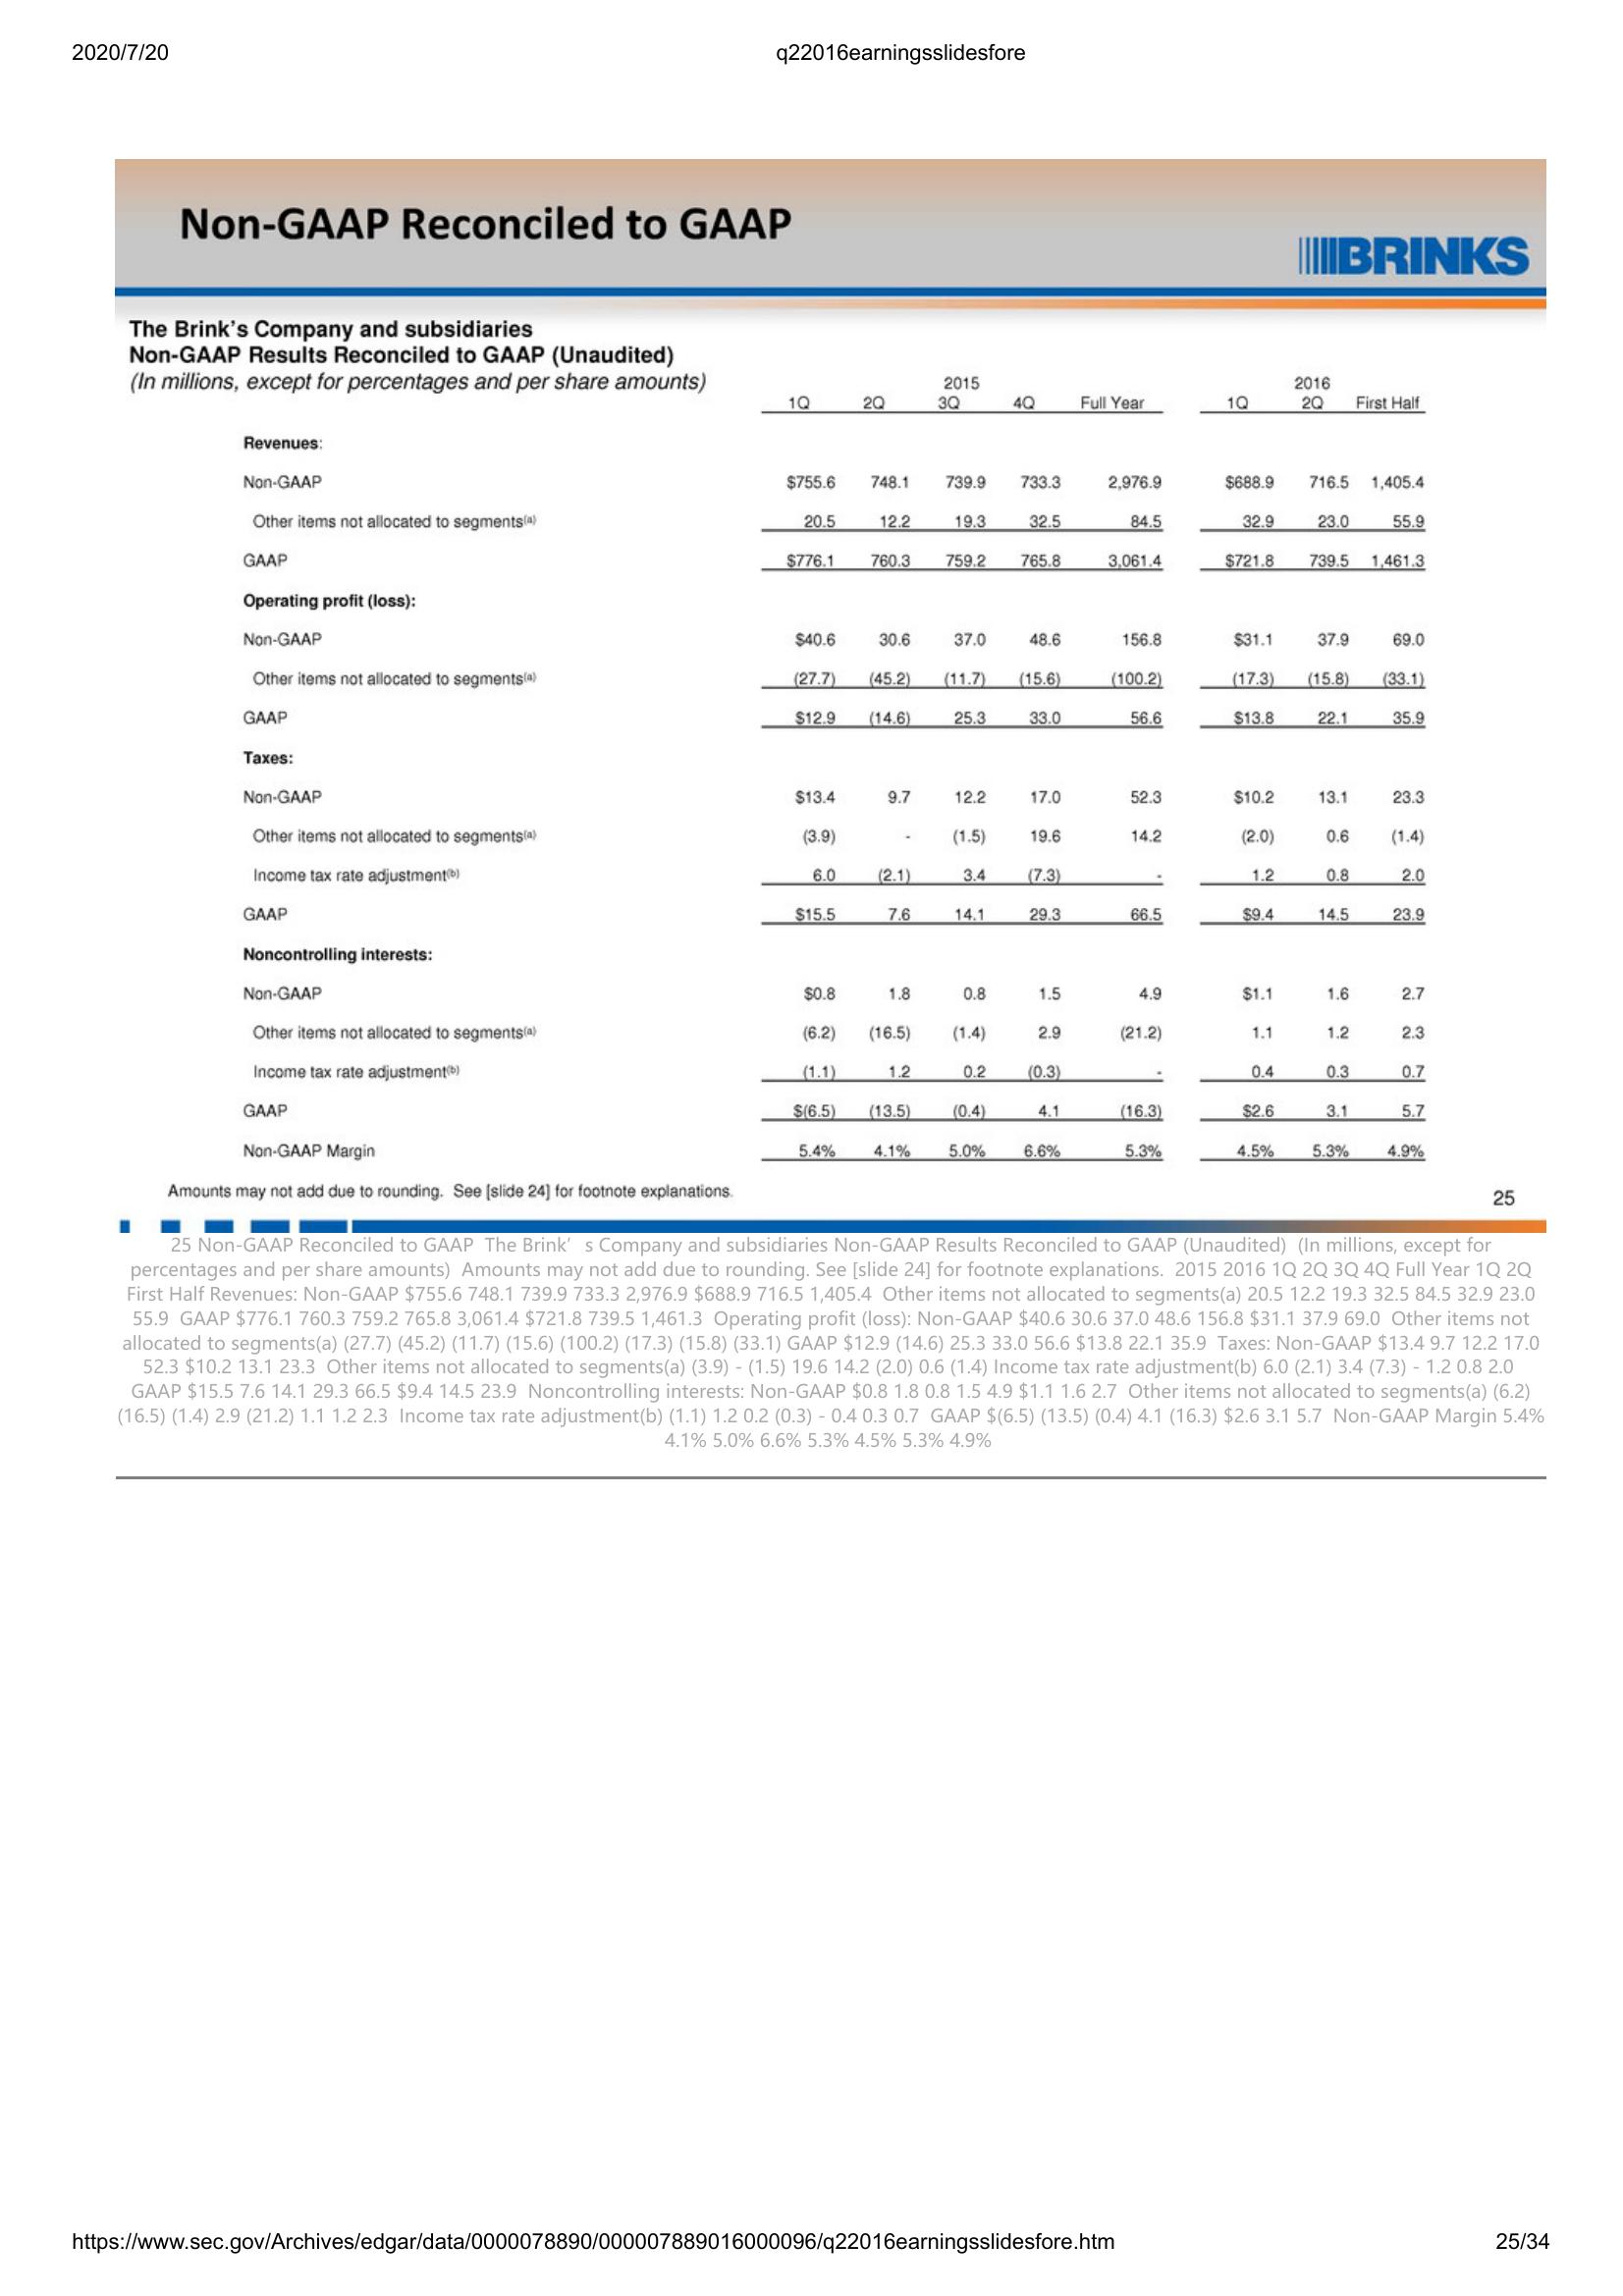 2020/7/20 q22016earningsslidesfore
Non-GAAP Reconciled to GAAP
BRINKS
The Brink's Company and subsidiaries
Non-GAAP Results Reconciled to GAAP (Unaudited)
(In millions, except for percentages and per share amounts)
2015 2016
1Q 2Q 3Q 4Q Full Year 1Q 2Q First Half
Revenues:
Non-GAAP $755.6 748.1 739.9 733.3 2,976.9 $688.9 716.5 1,405.4
Other items not allocated to segments(a) 20.5 12.2 19.3 32.5 84.5 32.9 23.0 55.9
GAAP $776.1 760.3 759.2 765.8 3,061.4 $721.8 739.5 1,461.3
Operating profit (loss):
Non-GAAP $40.6 30.6 37.0 48.6 156.8 $31.1 37.9 69.0
Other items not allocated to segments(a) (27.7) (45.2) (11.7) (15.6) (100.2) (17.3) (15.8) (33.1)
GAAP $12.9 (14.6) 25.3 33.0 56.6 $13.8 22.1 35.9
Taxes:
Non-GAAP $13.4 9.7 12.2 17.0 52.3 $10.2 13.1 23.3
Other items not allocated to segments(a) (3.9) - (1.5) 19.6 14.2 (2.0) 0.6 (1.4)
Income tax rate adjustment(b) 6.0 (2.1) 3.4 (7.3) - 1.2 0.8 2.0
GAAP $15.5 7.6 14.1 29.3 66.5 $9.4 14.5 23.9
Noncontrolling interests:
Non-GAAP $0.8 1.8 0.8 1.5 4.9 $1.1 1.6 2.7
Other items not allocated to segments(a) (6.2) (16.5) (1.4) 2.9 (21.2) 1.1 1.2 2.3
Income tax rate adjustment(b) (1.1) 1.2 0.2 (0.3) - 0.4 0.3 0.7
GAAP $(6.5) (13.5) (0.4) 4.1 (16.3) $2.6 3.1 5.7
Non-GAAP Margin 5.4% 4.1% 5.0% 6.6% 5.3% 4.5% 5.3% 4.9%
Amounts may not add due to rounding. See [slide 24] for footnote explanations.
25
25 Non-GAAP Reconciled to GAAP The Brink’ s Company and subsidiaries Non-GAAP Results Reconciled to GAAP (Unaudited) (In millions, except for
percentages and per share amounts) Amounts may not add due to rounding. See [slide 24] for footnote explanations. 2015 2016 1Q 2Q 3Q 4Q Full Year 1Q 2Q
First Half Revenues: Non-GAAP $755.6 748.1 739.9 733.3 2,976.9 $688.9 716.5 1,405.4 Other items not allocated to segments(a) 20.5 12.2 19.3 32.5 84.5 32.9 23.0
55.9 GAAP $776.1 760.3 759.2 765.8 3,061.4 $721.8 739.5 1,461.3 Operating profit (loss): Non-GAAP $40.6 30.6 37.0 48.6 156.8 $31.1 37.9 69.0 Other items not
allocated to segments(a) (27.7) (45.2) (11.7) (15.6) (100.2) (17.3) (15.8) (33.1) GAAP $12.9 (14.6) 25.3 33.0 56.6 $13.8 22.1 35.9 Taxes: Non-GAAP $13.4 9.7 12.2 17.0
52.3 $10.2 13.1 23.3 Other items not allocated to segments(a) (3.9) - (1.5) 19.6 14.2 (2.0) 0.6 (1.4) Income tax rate adjustment(b) 6.0 (2.1) 3.4 (7.3) - 1.2 0.8 2.0
GAAP $15.5 7.6 14.1 29.3 66.5 $9.4 14.5 23.9 Noncontrolling interests: Non-GAAP $0.8 1.8 0.8 1.5 4.9 $1.1 1.6 2.7 Other items not allocated to segments(a) (6.2)
(16.5) (1.4) 2.9 (21.2) 1.1 1.2 2.3 Income tax rate adjustment(b) (1.1) 1.2 0.2 (0.3) - 0.4 0.3 0.7 GAAP $(6.5) (13.5) (0.4) 4.1 (16.3) $2.6 3.1 5.7 Non-GAAP Margin 5.4%
4.1% 5.0% 6.6% 5.3% 4.5% 5.3% 4.9%
https://www.sec.gov/Archives/edgar/data/0000078890/000007889016000096/q22016earningsslidesfore.htm 25/34